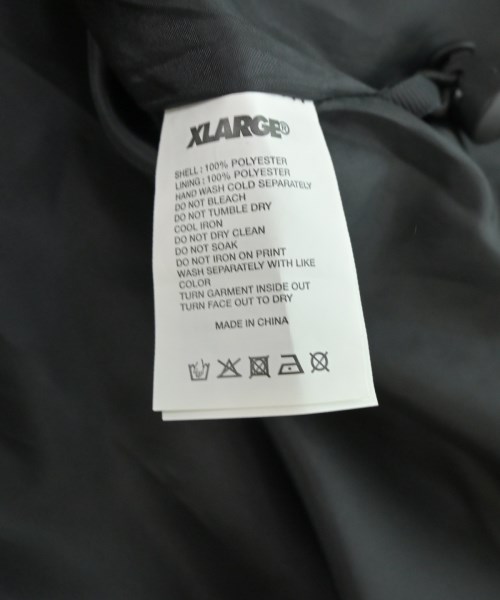 XLARGE®
SHELL : 100% POLYESTER
LINING : 100% POLYESTER
HAND WASH COLD SEPARATELY
DO NOT BLEACH
DO NOT TUMBLE DRY
COOL IRON
DO NOT DRY CLEAN
DO NOT SOAK
DO NOT IRON ON PRINT
WASH SEPARATELY WITH LIKE
COLOR
TURN GARMENT INSIDE OUT
TURN FACE OUT TO DRY
MADE IN CHINA